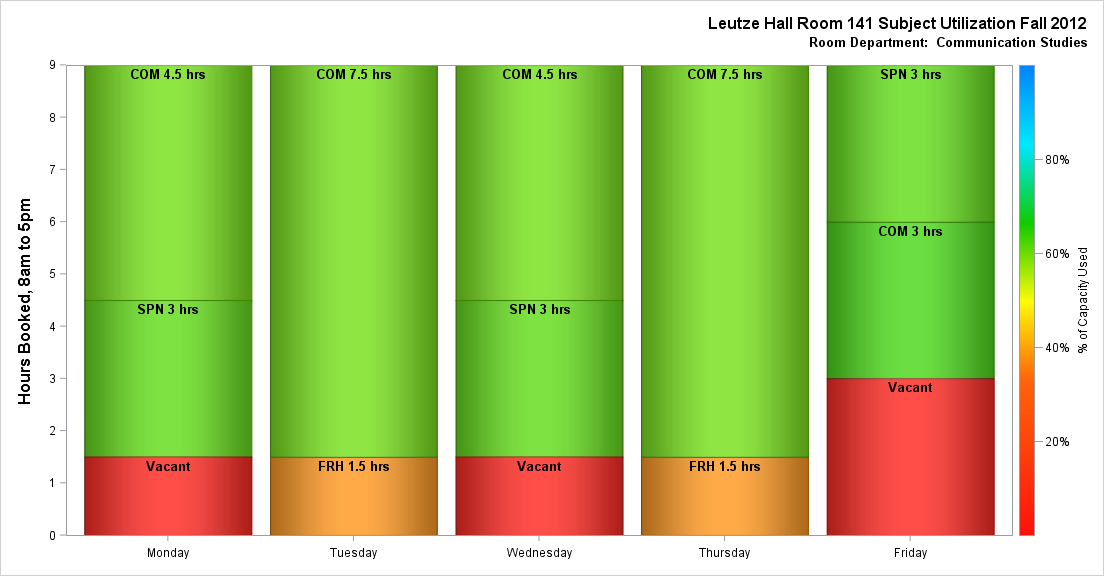 Leutze Hall Room 141 Subject Utilization Fall 2012
Room Department:  Communication Studies
Hours Booked, 8am to 5pm
9
8
7
6
5
4
3
2
1
0
COM 4.5 hrs
SPN 3 hrs
Vacant
COM 7.5 hrs
FRH 1.5 hrs
COM 4.5 hrs
SPN 3 hrs
Vacant
COM 7.5 hrs
FRH 1.5 hrs
SPN 3 hrs
COM 3 hrs
Vacant
Monday
Tuesday
Wednesday
Thursday
Friday
80%
60%
40%
20%
% of Capacity Used